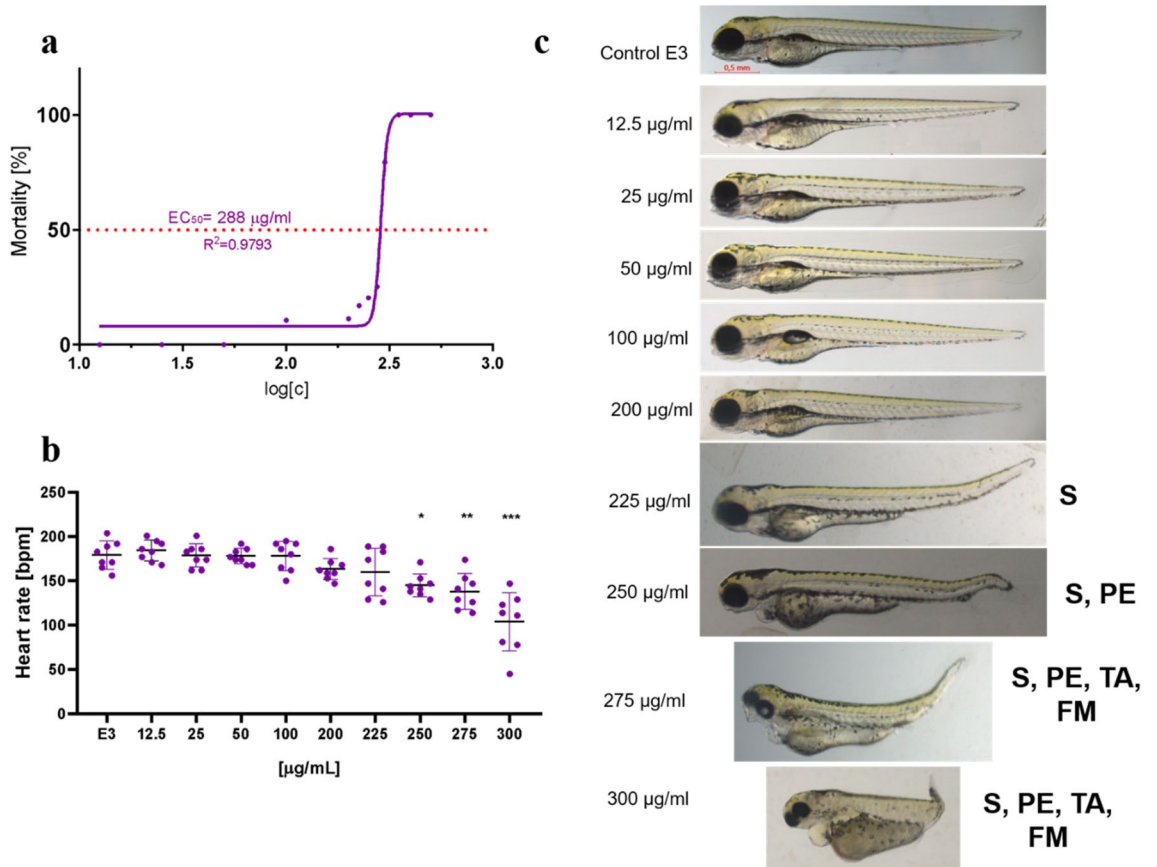 a
Mortality [%]
100
50
0
EC₅₀= 288 µg/ml
R²=0.9793
1.0 1.5 2.0 2.5 3.0
log[c]
b
Heart rate [bpm]
250
200
150
100
50
0
* ** ***
E3 12.5 25 50 100 200 225 250 275 300
[µg/mL]
c
Control E3
0,5 mm
12.5 µg/ml
25 µg/ml
50 µg/ml
100 µg/ml
200 µg/ml
225 µg/ml
S
250 µg/ml
S, PE
275 µg/ml
S, PE, TA,
FM
300 µg/ml
S, PE, TA,
FM